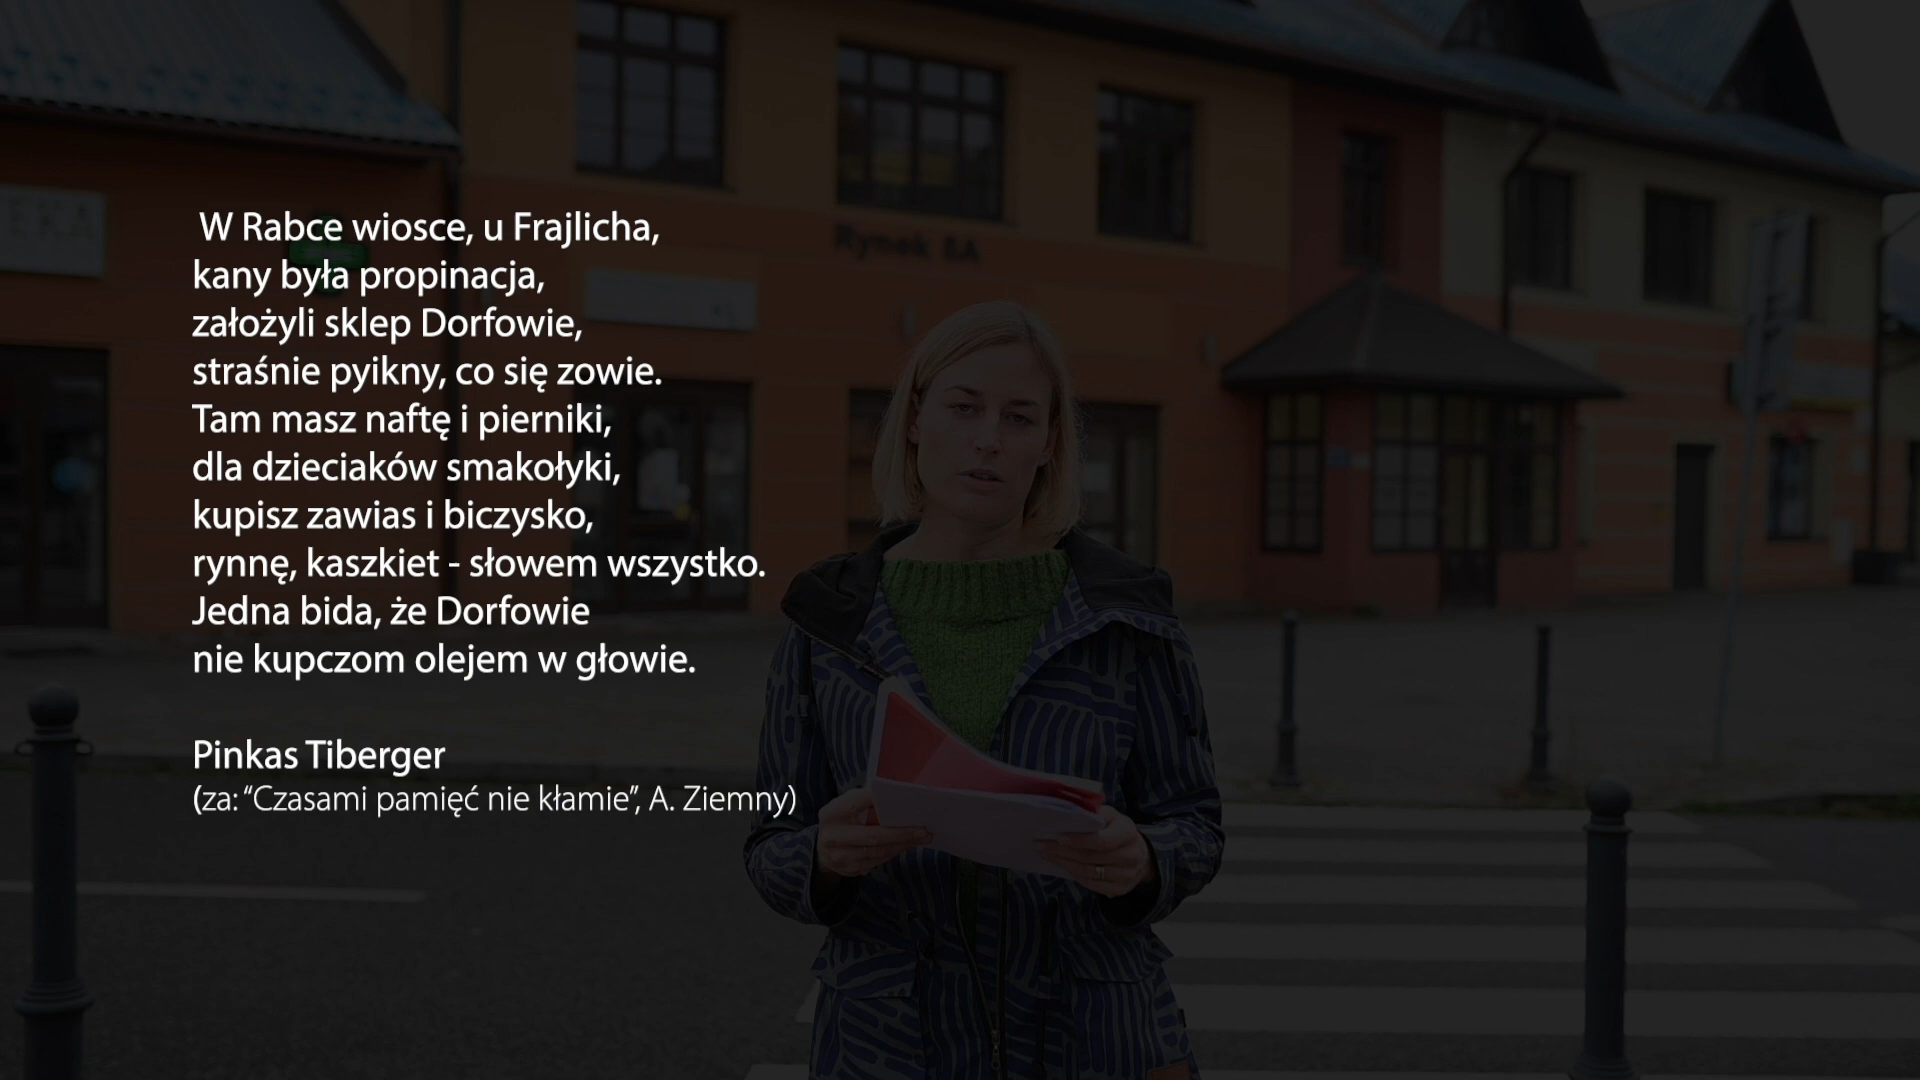 W Rabce wiosce, u Frajlicha,
kany była propinacja,
założyli sklep Dorfowie,
straśnie pyikny, co się zowie.
Tam masz naftę i pierniki,
dla dzieciaków smakołyki,
kupisz zawias i biczysko,
rynnę, kaszkiet - słowem wszystko.
Jedna bida, że Dorfowie
nie kupczom olejem w głowie.
Pinkas Tiberger
(za: “Czasami pamięć nie kłamie”, A. Ziemny)
EKA
Rynek 8A